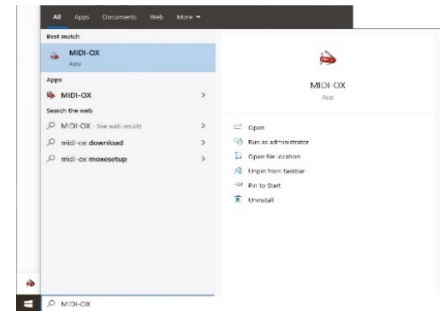 All Apps Documents Web More
Best match
MIDI-OX
App
Apps
MIDI-OX
Search the web
MIDI-OX - See web results
midi-ox download
midi-ox moxesetup
MIDI-OX
App
Open
Run as administrator
Open file location
Unpin from taskbar
Pin to Start
Uninstall
MIDI-OX